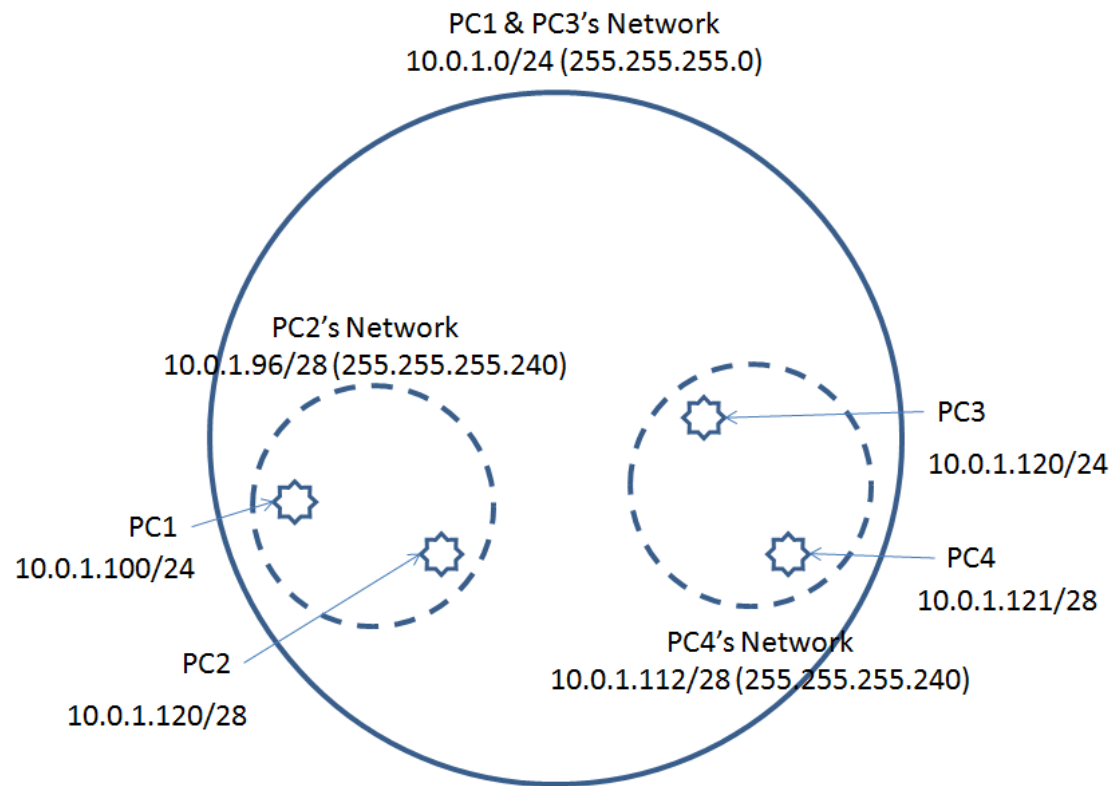 PC1 & PC3's Network
10.0.1.0/24 (255.255.255.0)
PC2's Network
10.0.1.96/28 (255.255.255.240)
PC3
10.0.1.120/24
PC1
10.0.1.100/24
PC4
10.0.1.121/28
PC2
10.0.1.120/28
PC4's Network
10.0.1.112/28 (255.255.255.240)